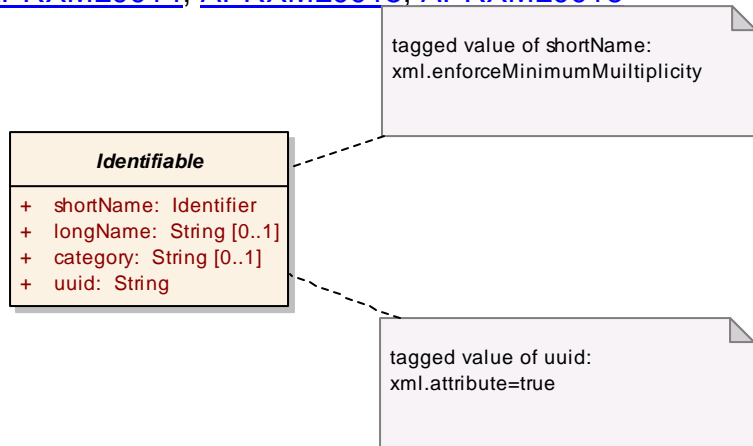 tagged value of shortName:
xml.enforceMinimumMuiltiplicity
Identifiable
+ shortName: Identifier
+ longName: String [0..1]
+ category: String [0..1]
+ uuid: String
tagged value of uuid:
xml.attribute=true